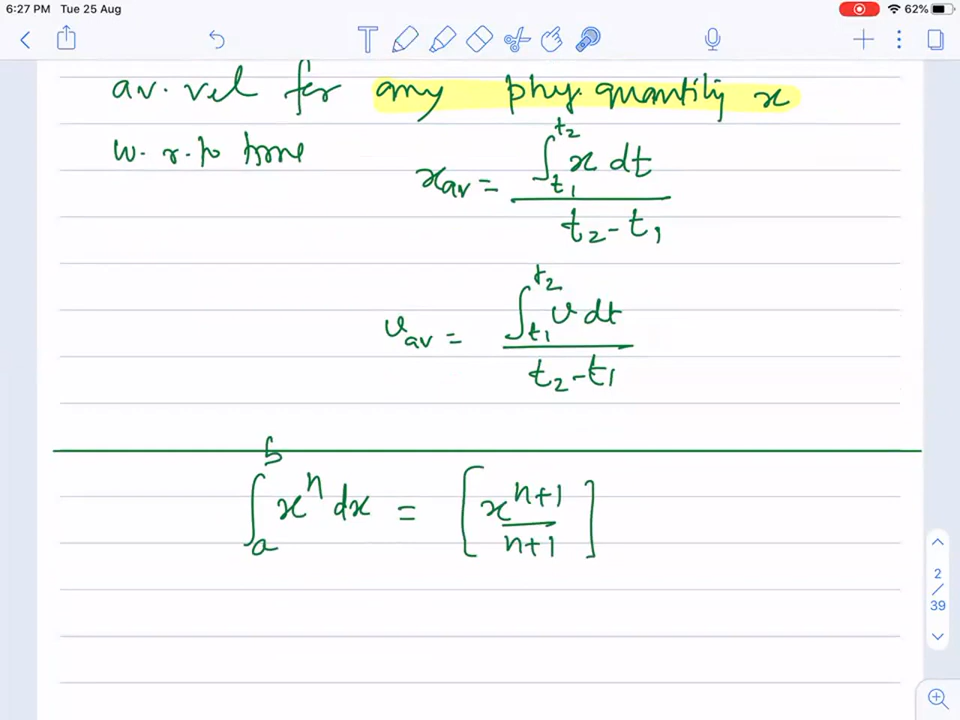 6:27 PM Tue 25 Aug 62%
av. vel for any phy. quantity x
w. r. to time
x_av = ∫_{t1}^{t2} x dt / t2 - t1
v_av = ∫_{t1}^{t2} v dt / t2 - t1
∫_a^b x^n dx = [x^{n+1} / n+1]
2
/
39